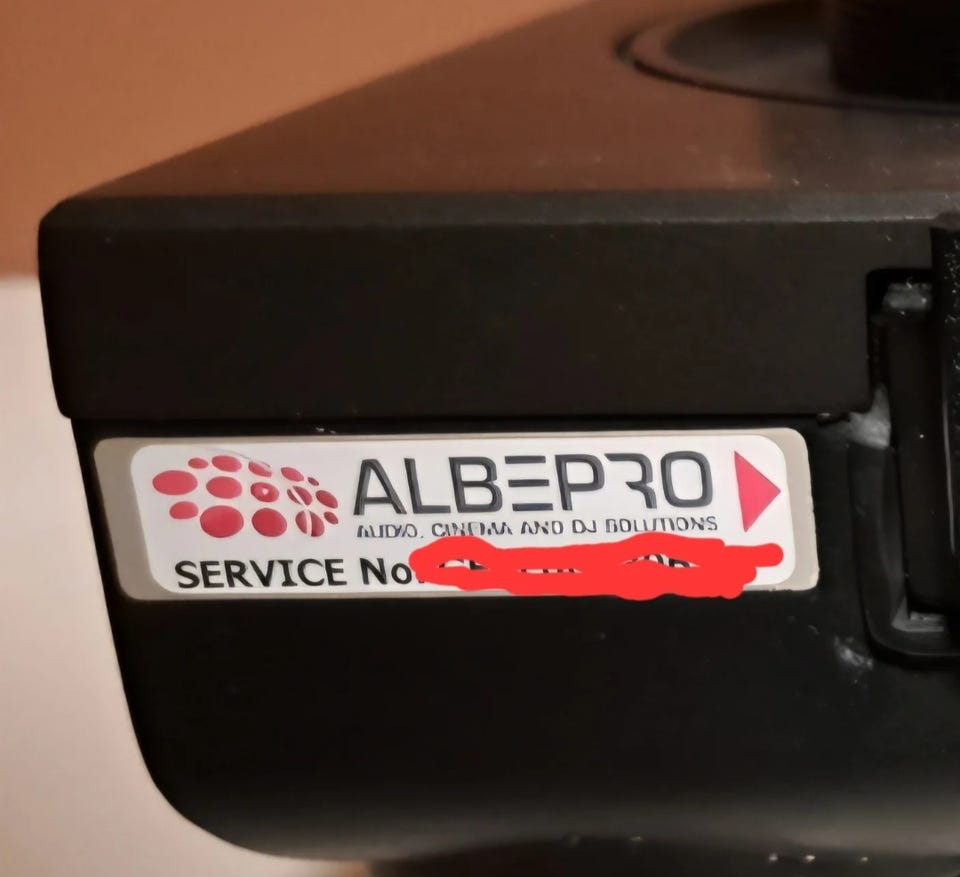 ALBEPRO
AUDIO, CINEMA AND DJ SOLUTIONS
SERVICE No.